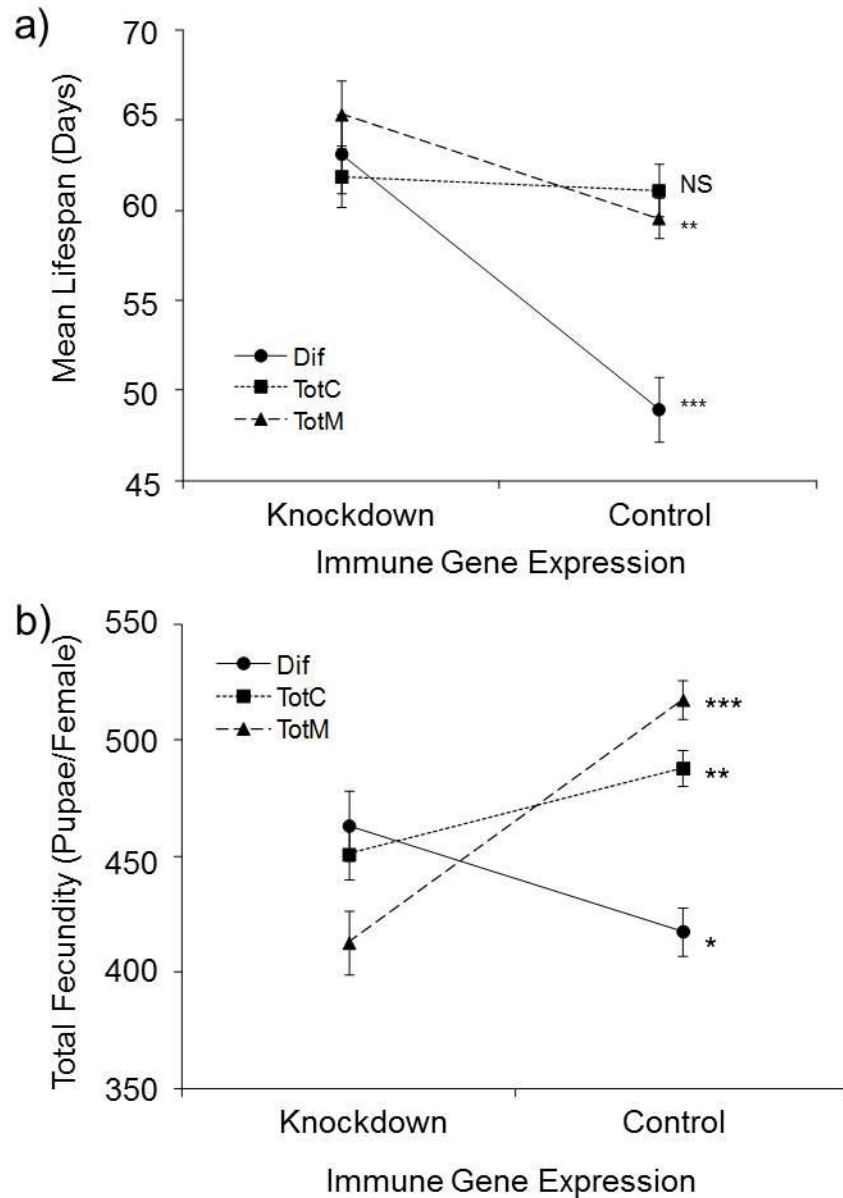 a)
Mean Lifespan (Days)
70
65
60
55
50
45
NS
**
***
Dif
TotC
TotM
Knockdown Control
Immune Gene Expression
b)
Total Fecundity (Pupae/Female)
550
500
450
400
350
Dif
TotC
TotM
***
**
*
Knockdown Control
Immune Gene Expression